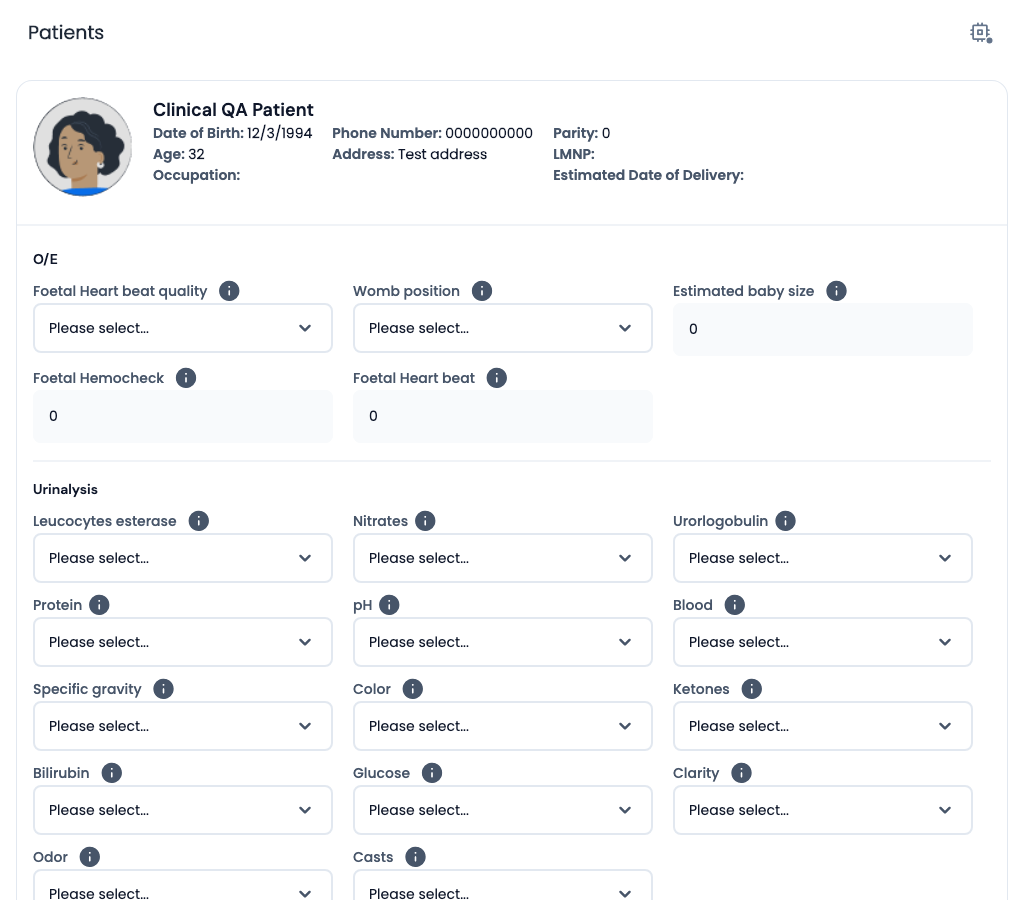 Patients
Clinical QA Patient
Date of Birth: 12/3/1994 Phone Number: 0000000000 Parity: 0
Age: 32 Address: Test address LMNP:
Occupation: Estimated Date of Delivery:
O/E
Foetal Heart beat quality Womb position Estimated baby size
Please select... Please select... 0
Foetal Hemocheck Foetal Heart beat
0 0
Urinalysis
Leucocytes esterase Nitrates Urorlogobulin
Please select... Please select... Please select...
Protein pH Blood
Please select... Please select... Please select...
Specific gravity Color Ketones
Please select... Please select... Please select...
Bilirubin Glucose Clarity
Please select... Please select... Please select...
Odor Casts
Please select... Please select...